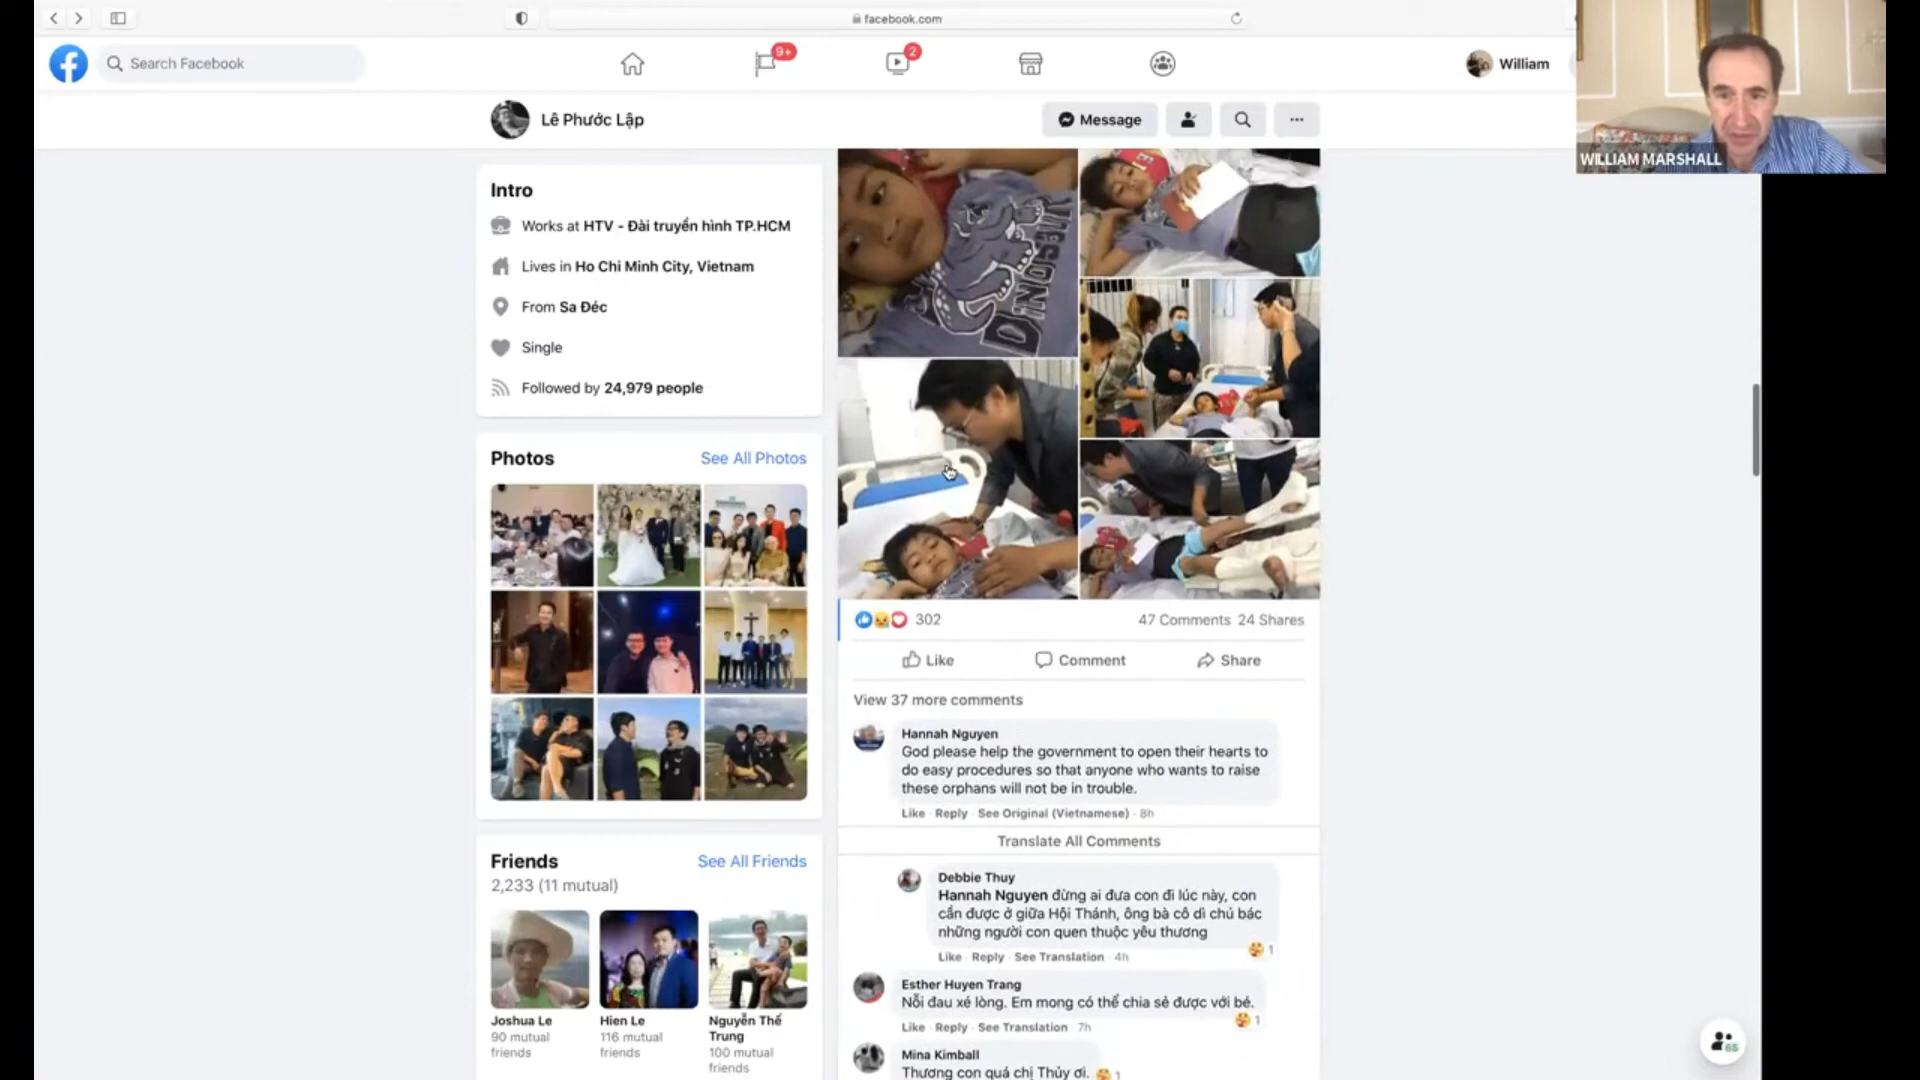 facebook.com
Search Facebook
9+
2
William
Lê Phước Lập
Message
WILLIAM MARSHALL
Intro
Works at HTV - Đài truyền hình TP.HCM
Lives in Ho Chi Minh City, Vietnam
From Sa Đéc
Single
Followed by 24,979 people
Photos
See All Photos
Friends
See All Friends
2,233 (11 mutual)
Joshua Le
90 mutual
friends
Hien Le
116 mutual
friends
Nguyễn Thế
Trung
100 mutual
friends
302
47 Comments 24 Shares
Like
Comment
Share
View 37 more comments
Hannah Nguyen
God please help the government to open their hearts to
do easy procedures so that anyone who wants to raise
these orphans will not be in trouble.
Like · Reply · See Original (Vietnamese) · 8h
Translate All Comments
Debbie Thuy
Hannah Nguyen đừng ai đưa con đi lúc này, con
cần được ở giữa Hội Thánh, ông bà cô dì chú bác
những người con quen thuộc yêu thương
1
Like · Reply · See Translation · 4h
Esther Huyen Trang
Nỗi đau xé lòng. Em mong có thể chia sẻ được với bé.
1
Like · Reply · See Translation · 7h
Mina Kimball
Thương con quá chị Thủy ơi.
1
65